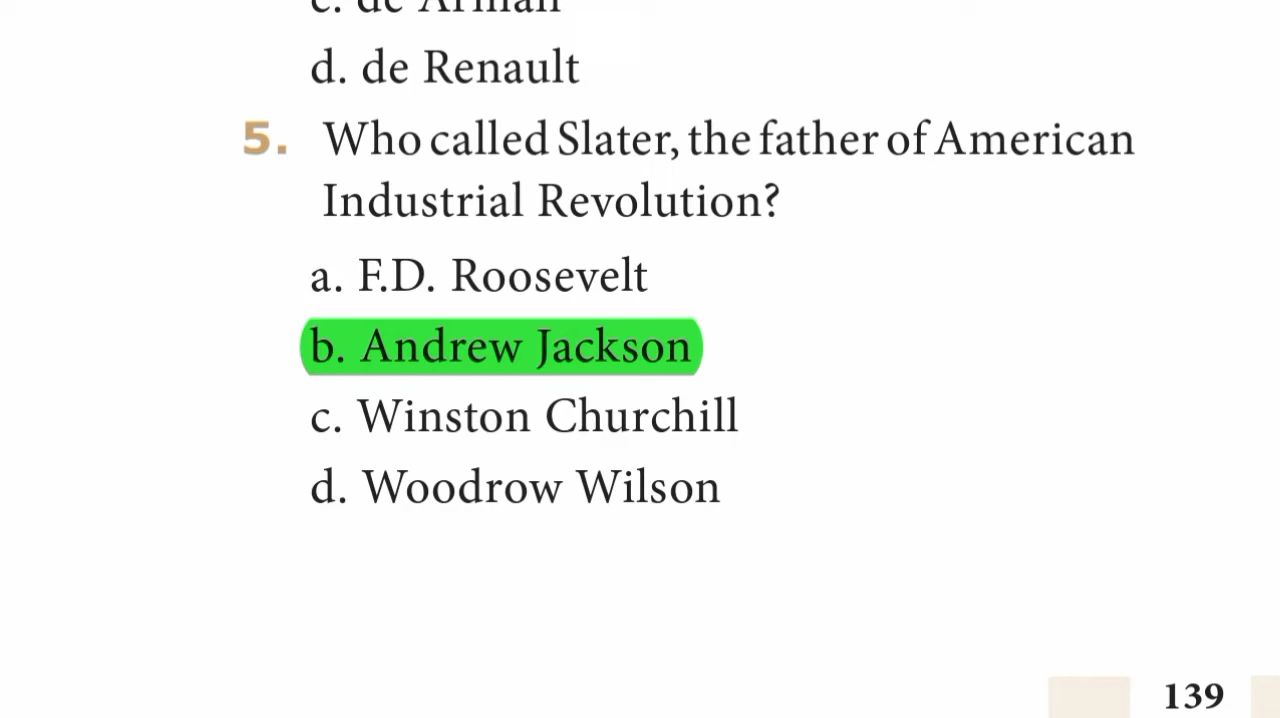 c. de Arman
d. de Renault
5. Who called Slater, the father of American
Industrial Revolution?
a. F.D. Roosevelt
b. Andrew Jackson
c. Winston Churchill
d. Woodrow Wilson
139